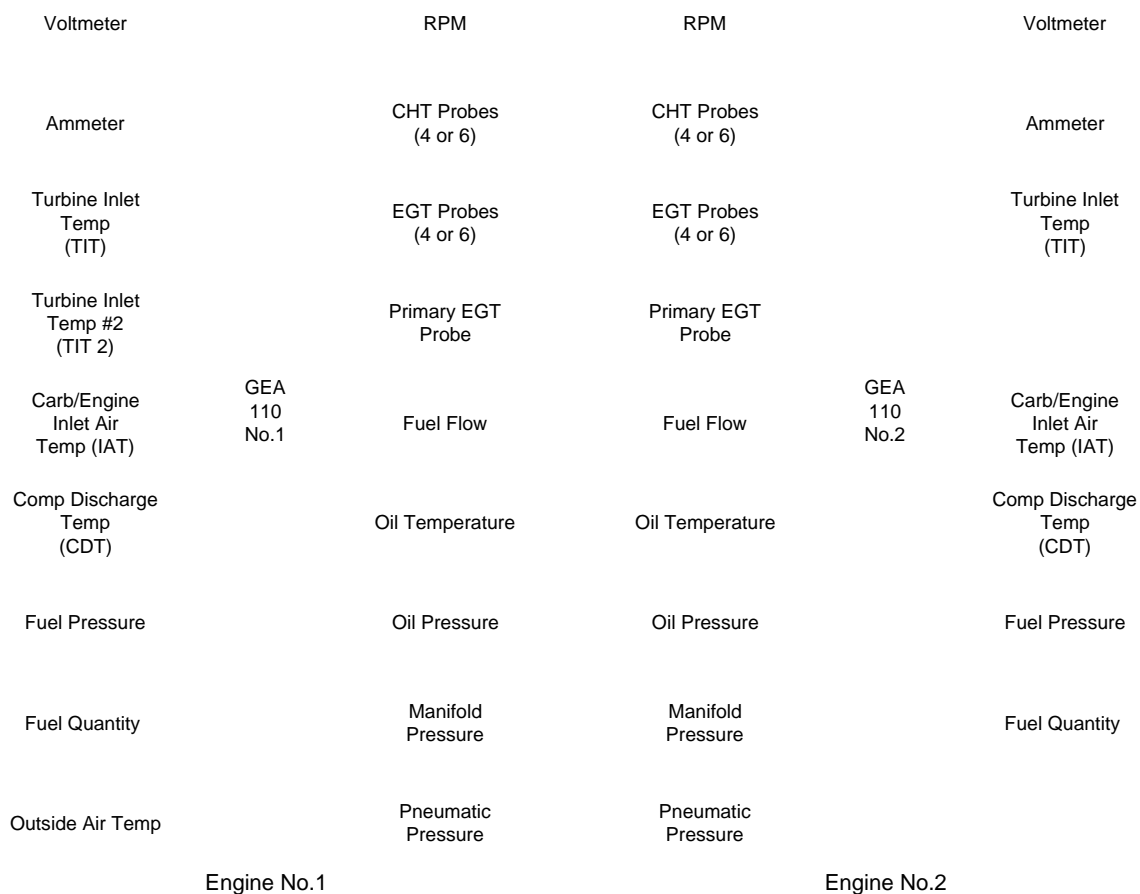 Voltmeter
RPM
RPM
Voltmeter
Ammeter
CHT Probes
(4 or 6)
CHT Probes
(4 or 6)
Ammeter
Turbine Inlet
Temp
(TIT)
EGT Probes
(4 or 6)
EGT Probes
(4 or 6)
Turbine Inlet
Temp
(TIT)
Turbine Inlet
Temp #2
(TIT 2)
Primary EGT
Probe
Primary EGT
Probe
Carb/Engine
Inlet Air
Temp (IAT)
GEA
110
No.1
Fuel Flow
Fuel Flow
GEA
110
No.2
Carb/Engine
Inlet Air
Temp (IAT)
Comp Discharge
Temp
(CDT)
Oil Temperature
Oil Temperature
Comp Discharge
Temp
(CDT)
Fuel Pressure
Oil Pressure
Oil Pressure
Fuel Pressure
Fuel Quantity
Manifold
Pressure
Manifold
Pressure
Fuel Quantity
Outside Air Temp
Pneumatic
Pressure
Pneumatic
Pressure
Engine No.1
Engine No.2